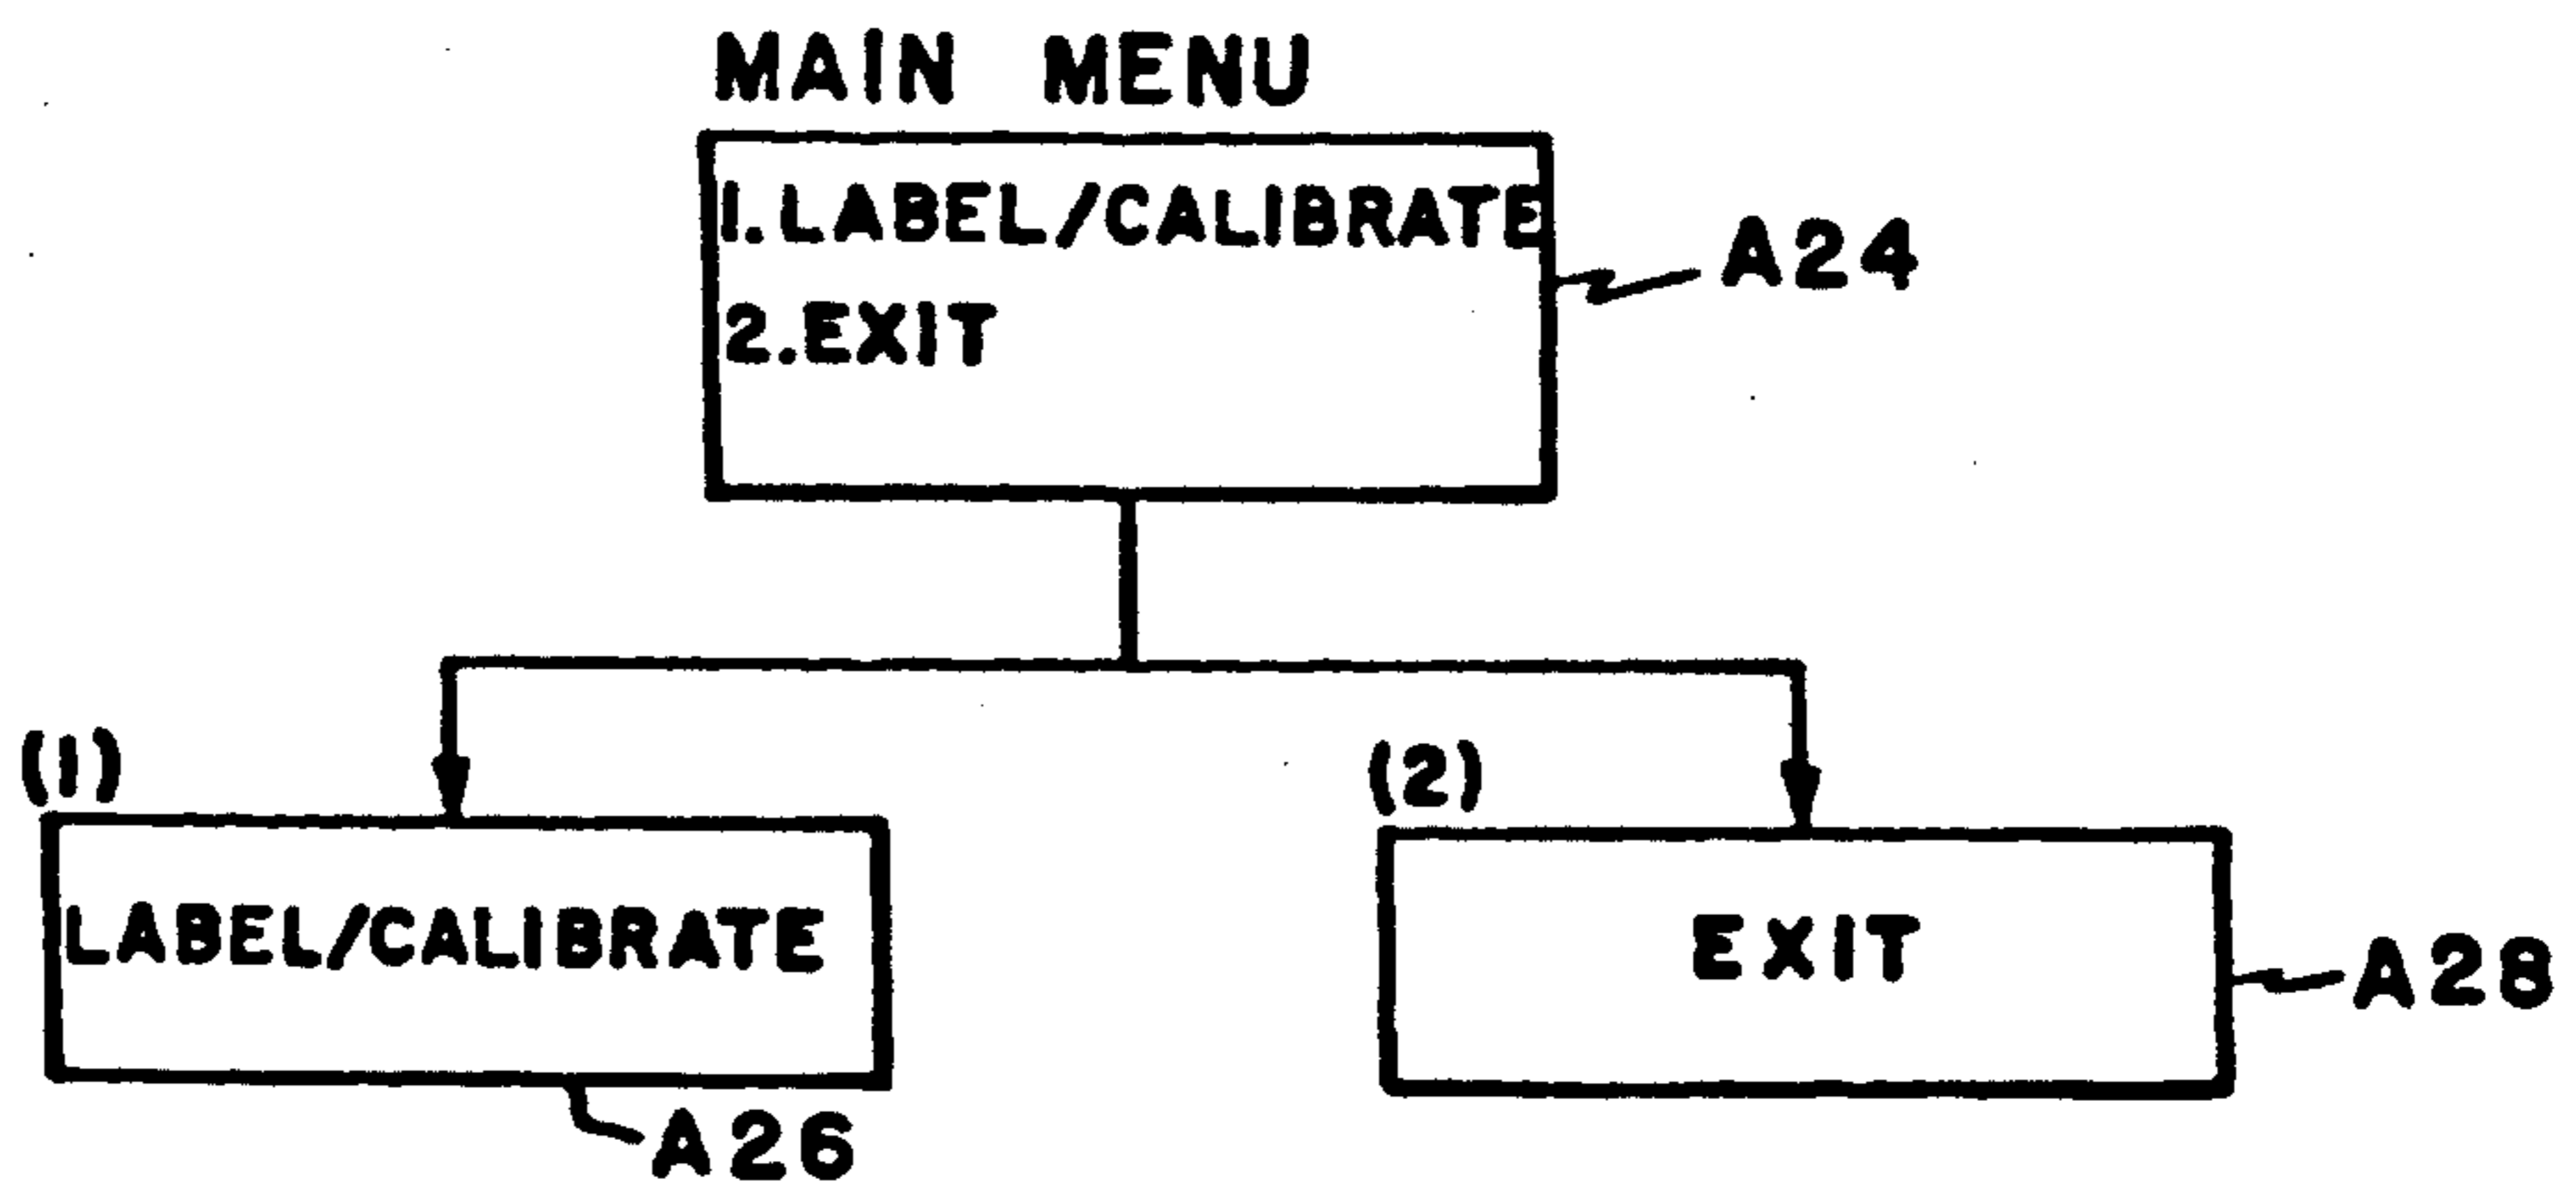 MAIN MENU
1. LABEL/CALIBRATE
2. EXIT
A24
(1)
LABEL/CALIBRATE
A26
(2)
EXIT
A28